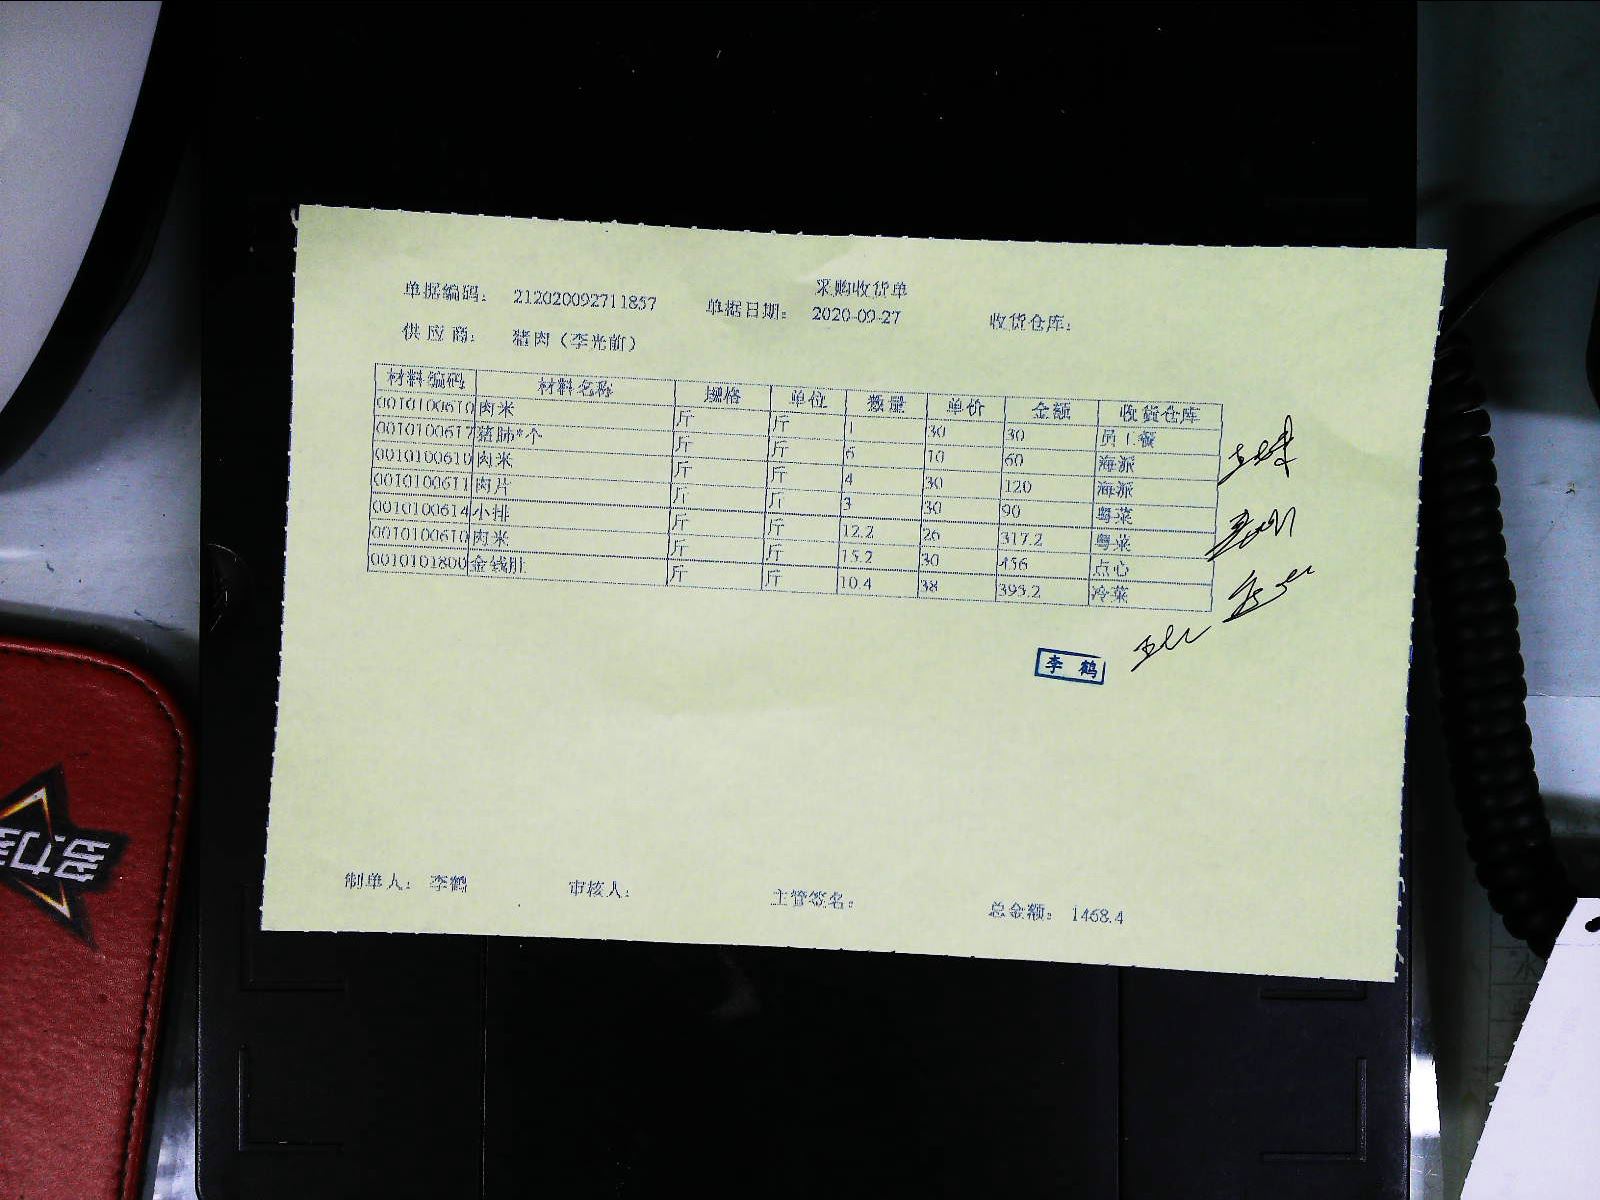 采购收货单
单据编码： 212020092711857 单据日期： 2020-09-27 收货仓库：
供应商： 猪肉（李光前）
材料编码 材料名称 规格 单位 数量 单价 金额 收货仓库
0010100610 肉米 斤 斤 1 30 30 员工餐
0010100617 猪肺*个 斤 斤 6 10 60 海派
0010100610 肉米 斤 斤 4 30 120 海派
0010100611 肉片 斤 斤 3 30 90 粤菜
0010100614 小排 斤 斤 12.2 26 317.2 粤菜
0010100610 肉米 斤 斤 15.2 30 456 点心
0010101800 金钱肚 斤 斤 10.4 38 395.2 冷菜
李鹤
制单人： 李鹤 审核人： 主管签名： 总金额： 1468.4